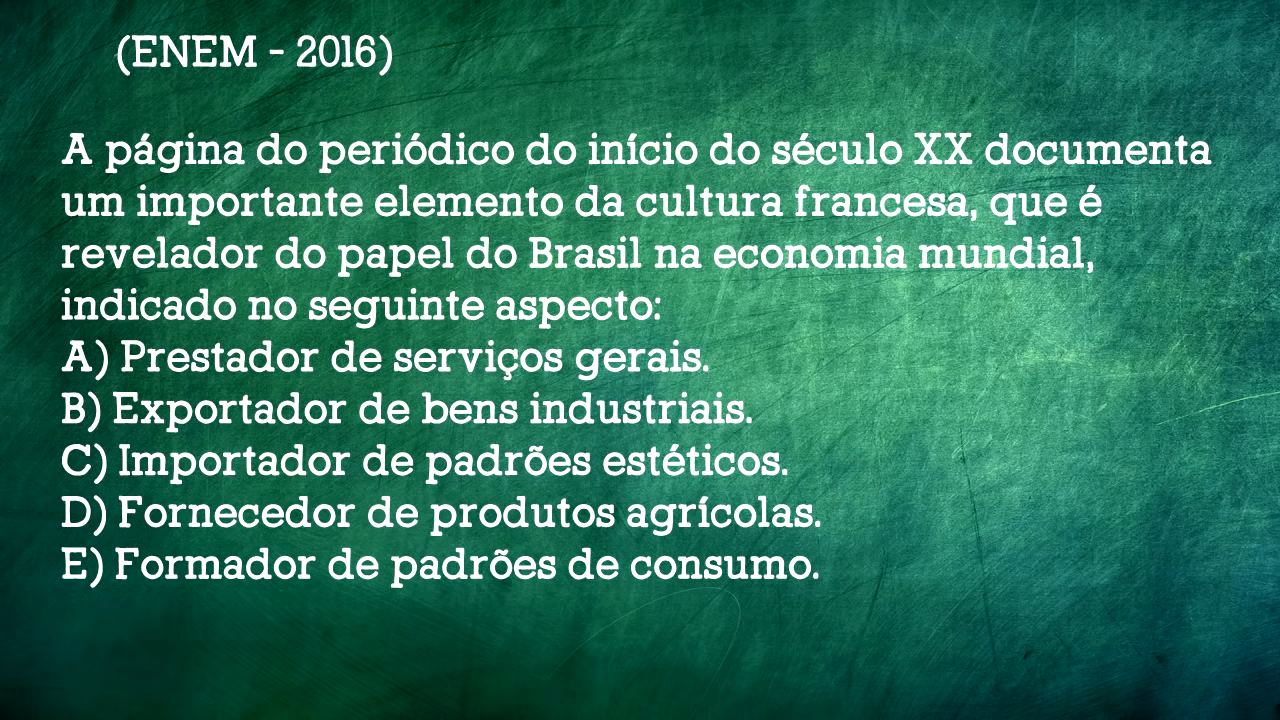 (ENEM - 2016)
A página do periódico do início do século XX documenta
um importante elemento da cultura francesa, que é
revelador do papel do Brasil na economia mundial,
indicado no seguinte aspecto:
A) Prestador de serviços gerais.
B) Exportador de bens industriais.
C) Importador de padrões estéticos.
D) Fornecedor de produtos agrícolas.
E) Formador de padrões de consumo.